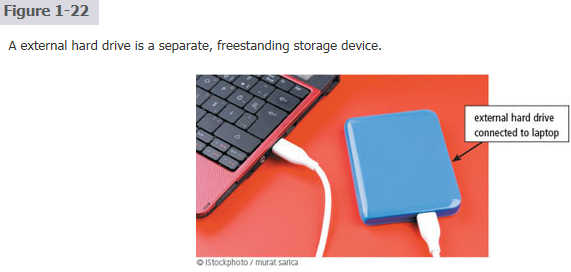 Figure 1-22
A external hard drive is a separate, freestanding storage device.
external hard drive
connected to laptop
© iStockphoto / murat sarica